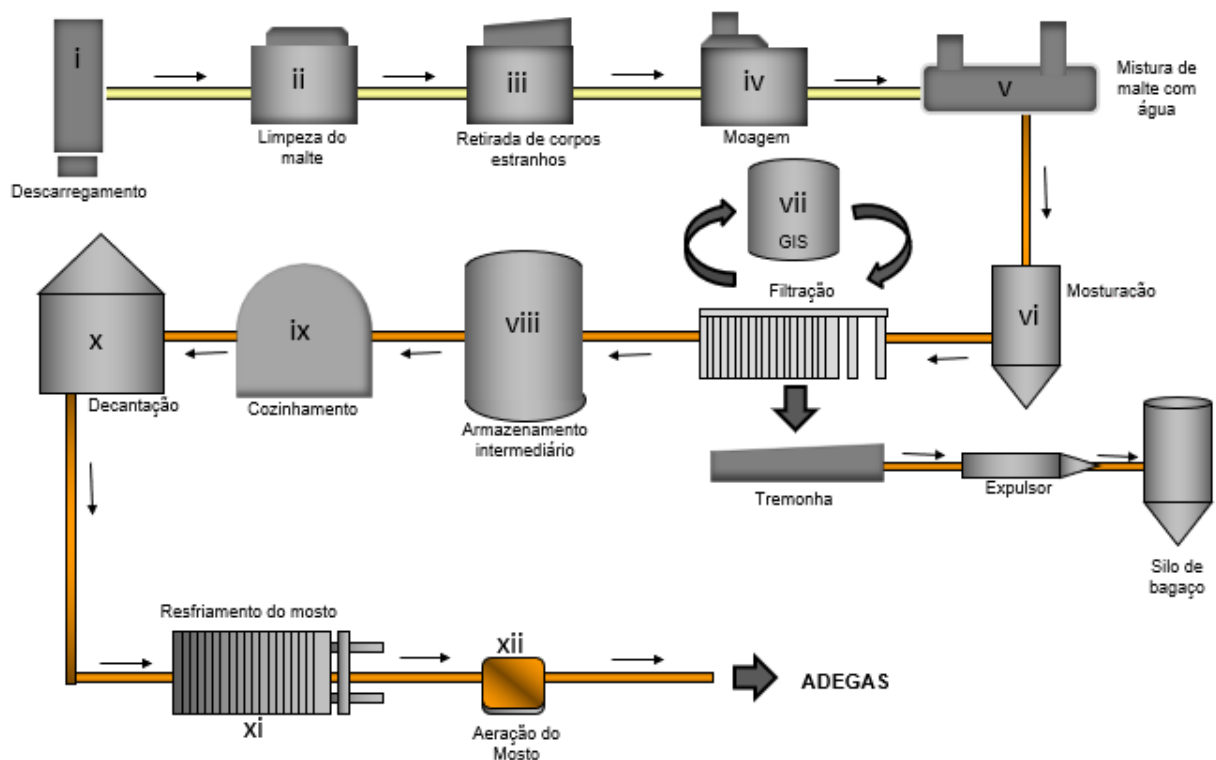 i
Descarregamento
ii
Limpeza do
malte
iii
Retirada de corpos
estranhos
iv
Moagem
v
Mistura de
malte com
água
vi
Mosturacão
vii
GIS
Filtração
viii
Armazenamento
intermediário
ix
Cozinhamento
x
Decantação
Tremonha
Expulsor
Silo de
bagaço
Resfriamento do mosto
xi
xii
Aeração do
Mosto
ADEGAS